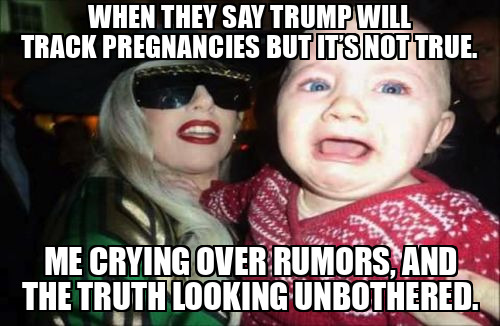 WHEN THEY SAY TRUMP WILL
TRACK PREGNANCIES BUT IT'S NOT TRUE.
ME CRYING OVER RUMORS, AND
THE TRUTH LOOKING UNBOTHERED.